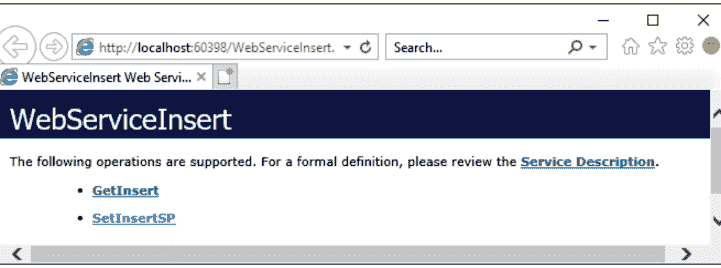 http://localhost:60398/WebServiceInsert.
Search...
WebServiceInsert Web Servi...
WebServiceInsert
The following operations are supported. For a formal definition, please review the Service Description.
GetInsert
SetInsertSP